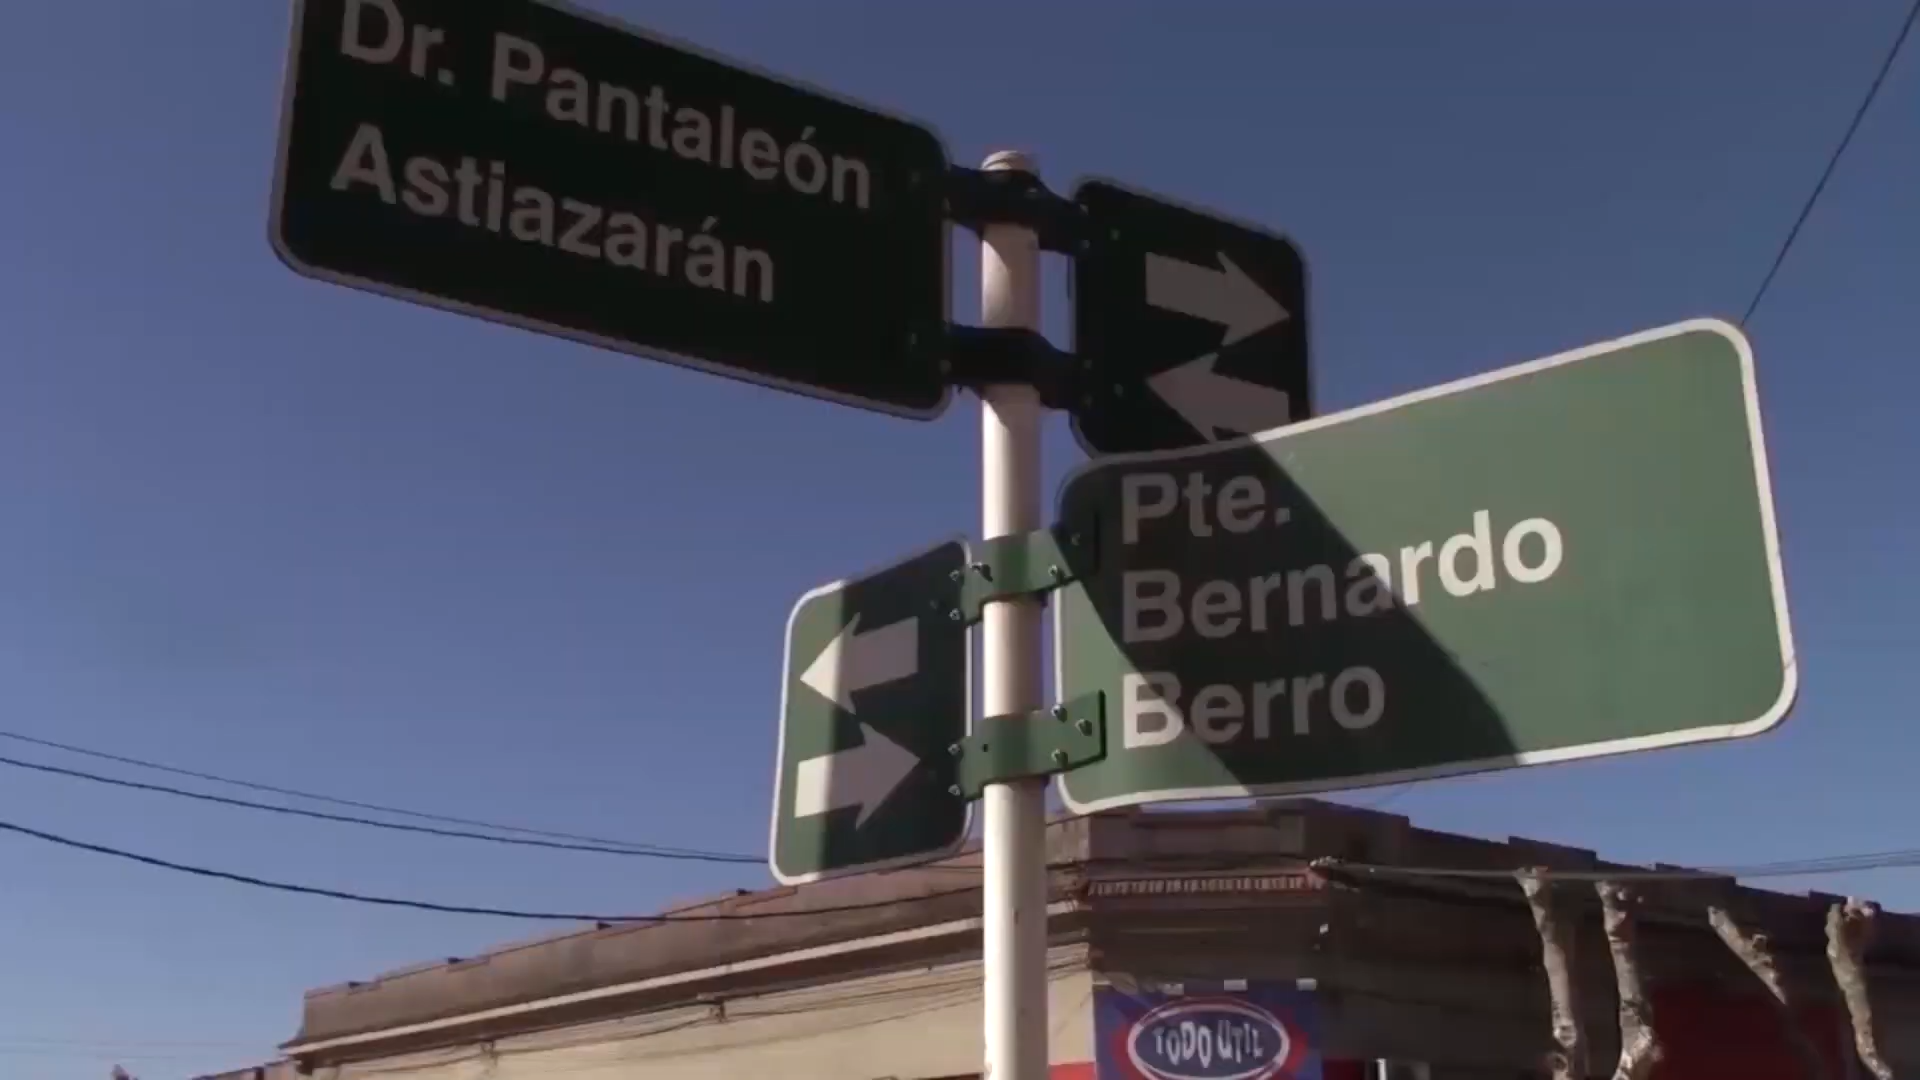 Dr. Pantaleón
Astiazarán
Pte.
Bernardo
Berro
TODO UTIL